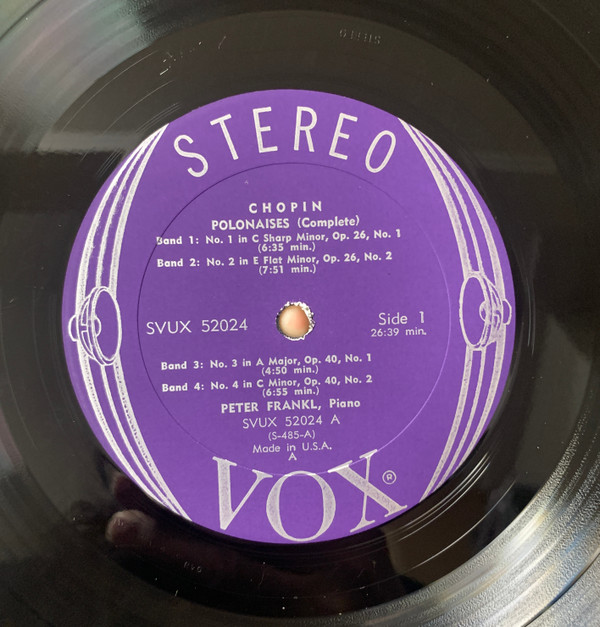 STEREO
CHOPIN
POLONAISES (Complete)
Band 1: No. 1 in C Sharp Minor, Op. 26, No. 1
(6:35 min.)
Band 2: No. 2 in E Flat Minor, Op. 26, No. 2
(7:51 min.)
SVUX 52024
Side 1
26:39 min.
Band 3: No. 3 in A Major, Op. 40, No. 1
(4:50 min.)
Band 4: No. 4 in C Minor, Op. 40, No. 2
(6:55 min.)
PETER FRANKL, Piano
SVUX 52024 A
(S-485-A)
Made in U.S.A.
A
VOX ®